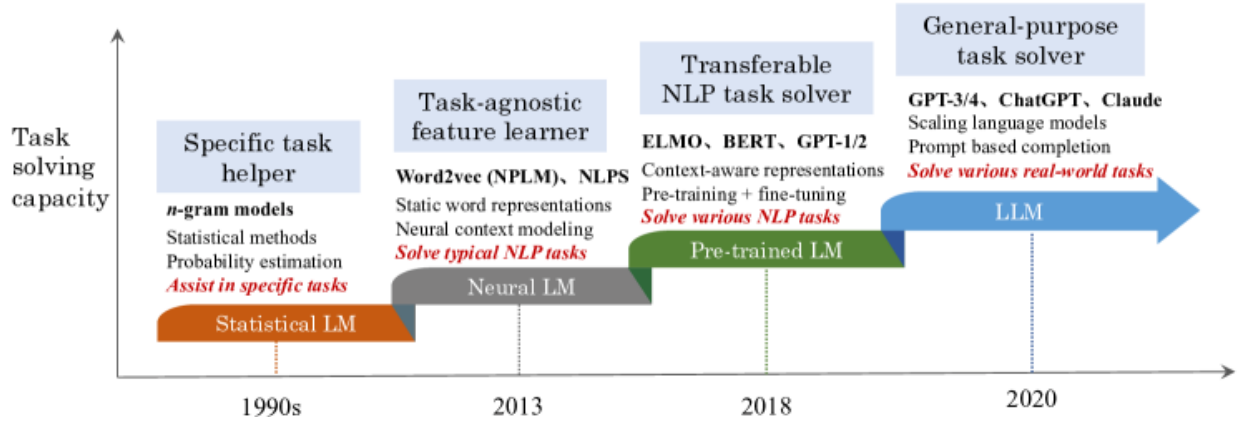 Task
solving
capacity
Specific task
helper
n-gram models
Statistical methods
Probability estimation
Assist in specific tasks
Statistical LM
1990s
Task-agnostic
feature learner
Word2vec (NPLM)、NLPS
Static word representations
Neural context modeling
Solve typical NLP tasks
Neural LM
2013
Transferable
NLP task solver
ELMO、BERT、GPT-1/2
Context-aware representations
Pre-training + fine-tuning
Solve various NLP tasks
Pre-trained LM
2018
General-purpose
task solver
GPT-3/4、ChatGPT、Claude
Scaling language models
Prompt based completion
Solve various real-world tasks
LLM
2020